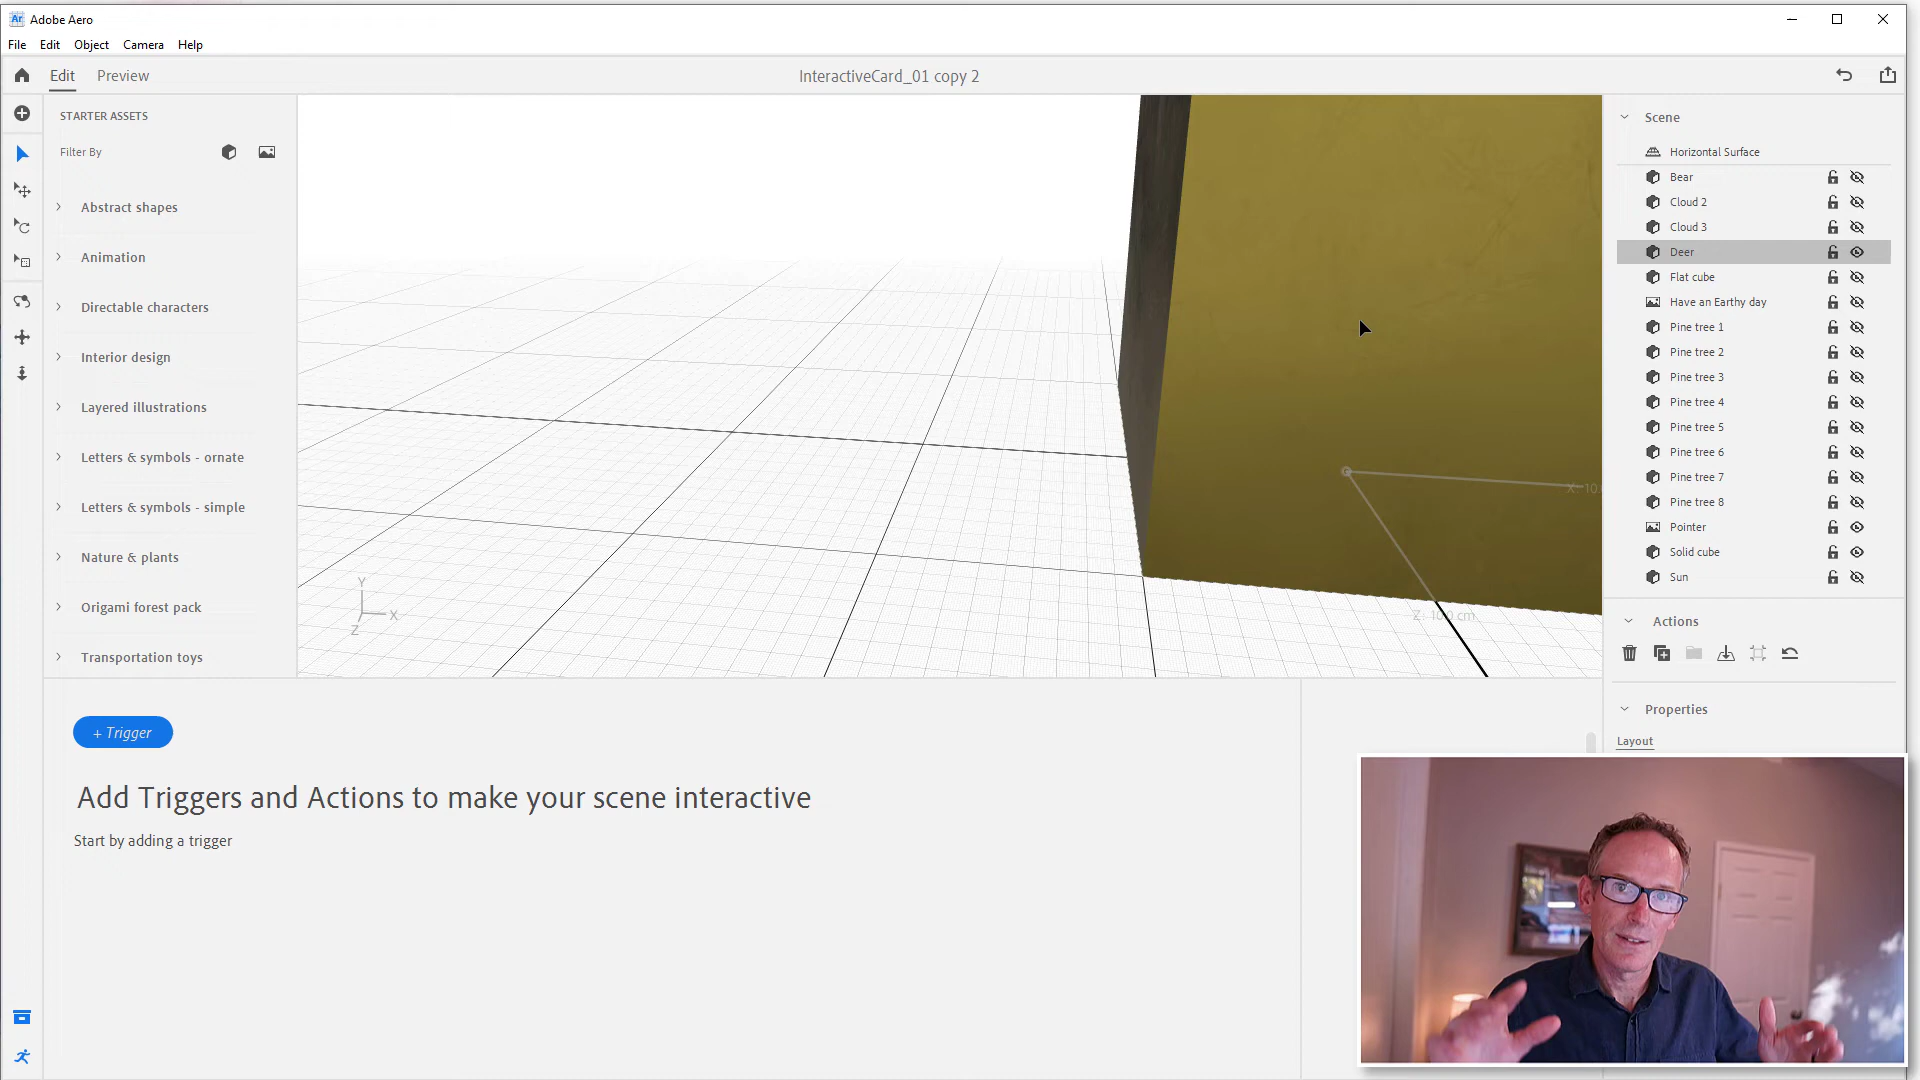 Ar Adobe Aero
File Edit Object Camera Help
Edit Preview InteractiveCard_01 copy 2
STARTER ASSETS
Filter By
Abstract shapes
Animation
Directable characters
Interior design
Layered illustrations
Letters & symbols - ornate
Letters & symbols - simple
Nature & plants
Origami forest pack
Transportation toys
Y
X
Z
X: 10.
Z: 10.0 cm
Scene
Horizontal Surface
Bear
Cloud 2
Cloud 3
Deer
Flat cube
Have an Earthy day
Pine tree 1
Pine tree 2
Pine tree 3
Pine tree 4
Pine tree 5
Pine tree 6
Pine tree 7
Pine tree 8
Pointer
Solid cube
Sun
Actions
Properties
Layout
+ Trigger
Add Triggers and Actions to make your scene interactive
Start by adding a trigger